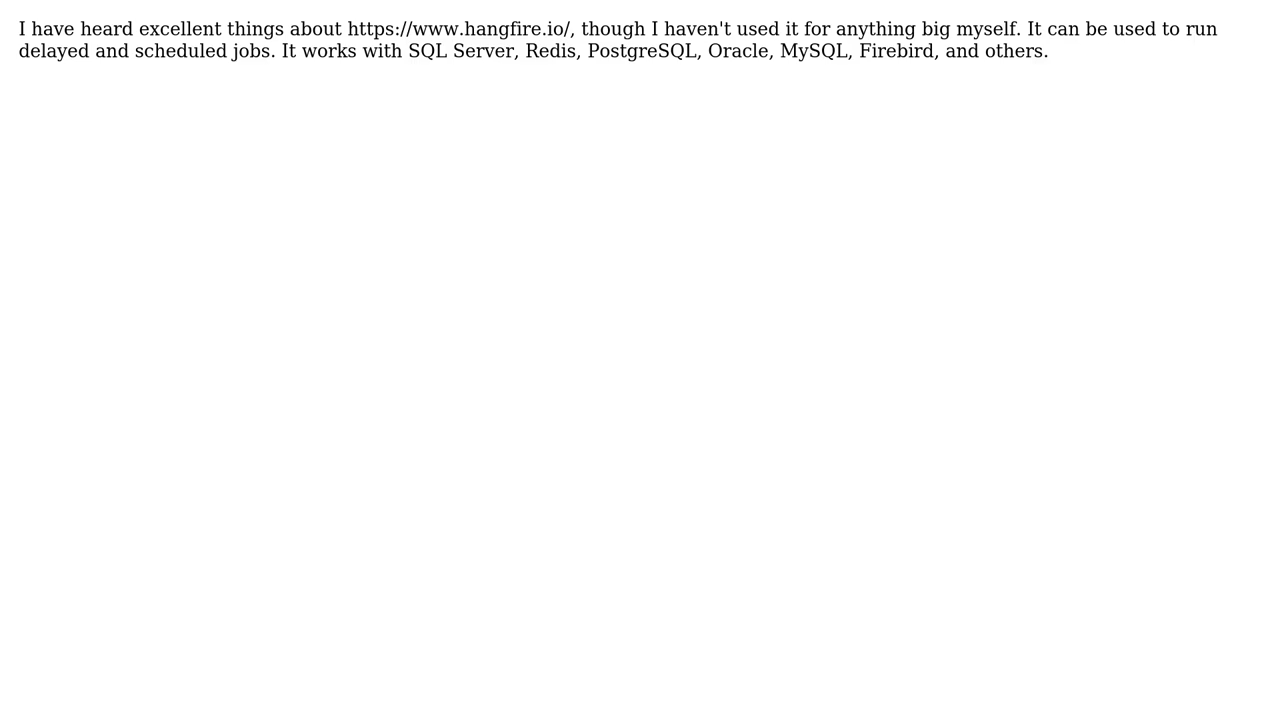 I have heard excellent things about https://www.hangfire.io/, though I haven't used it for anything big myself. It can be used to run
delayed and scheduled jobs. It works with SQL Server, Redis, PostgreSQL, Oracle, MySQL, Firebird, and others.